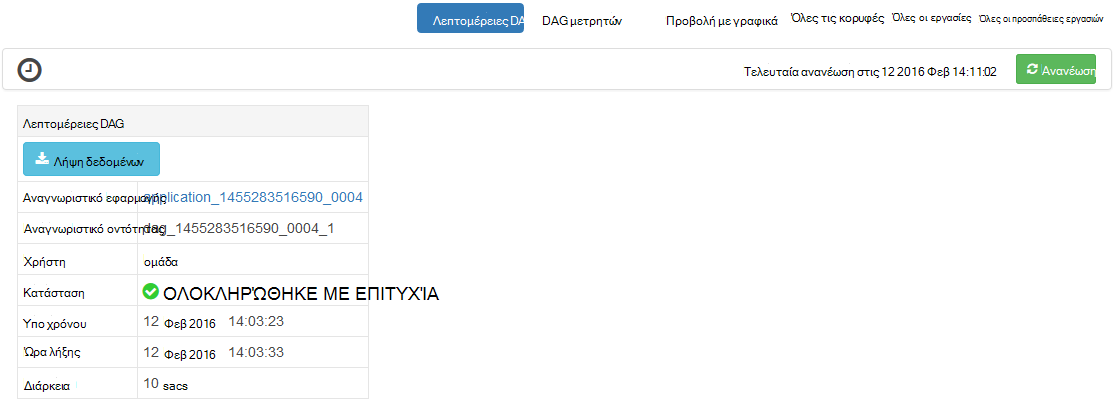 Λεπτομέρειες DA DAG μετρητών Προβολή με γραφικά Όλες τις κορυφές Όλες οι εργασίες Όλες οι προσπάθειες εργασιών
Τελευταία ανανέωση στις 12 2016 Φεβ 14:11:02 Ανανέωση
Λεπτομέρειες DAG
Λήψη δεδομένων
Αναγνωριστικό εφαρμογής application_1455283516590_0004
Αναγνωριστικό οντότητας dag_1455283516590_0004_1
Χρήστη ομάδα
Κατάσταση ΟΛΟΚΛΗΡΏΘΗΚΕ ΜΕ ΕΠΙΤΥΧΊΑ
Υπο χρόνου 12 Φεβ 2016 14:03:23
Ώρα λήξης 12 Φεβ 2016 14:03:33
Διάρκεια 10 sacs